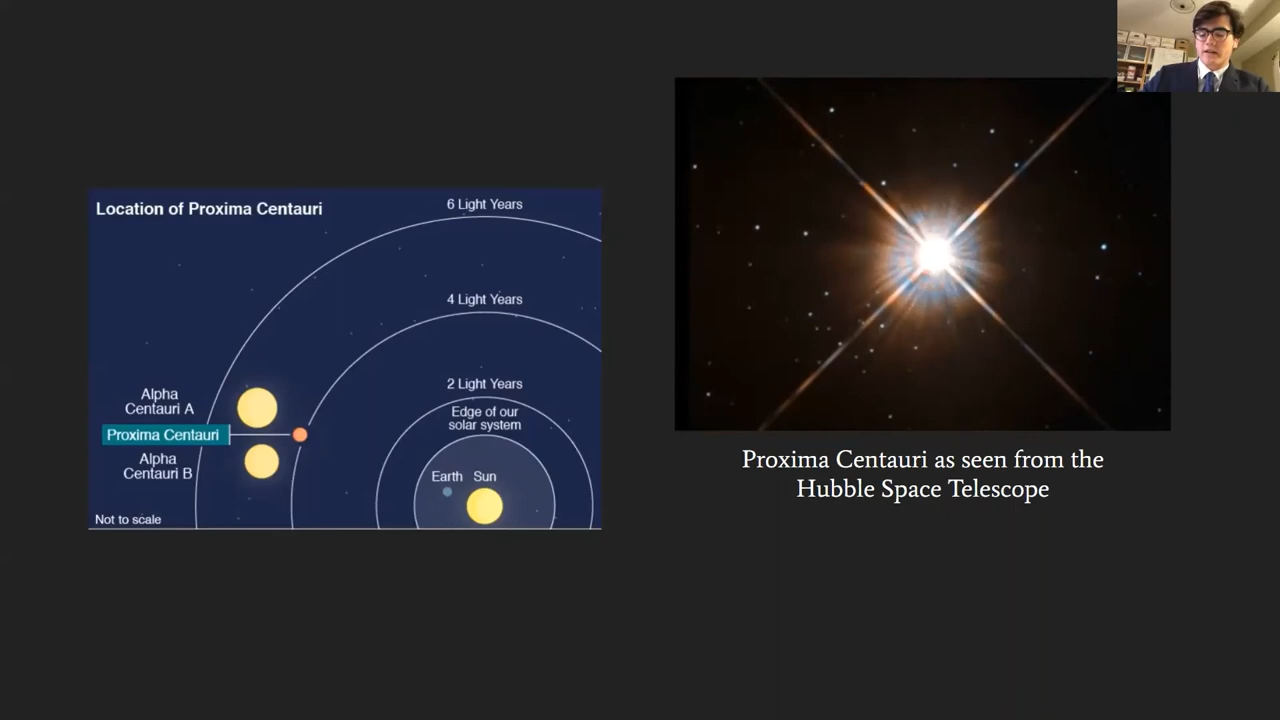 Location of Proxima Centauri
6 Light Years
4 Light Years
2 Light Years
Edge of our
solar system
Earth Sun
Alpha
Centauri A
Proxima Centauri
Alpha
Centauri B
Not to scale
Proxima Centauri as seen from the
Hubble Space Telescope